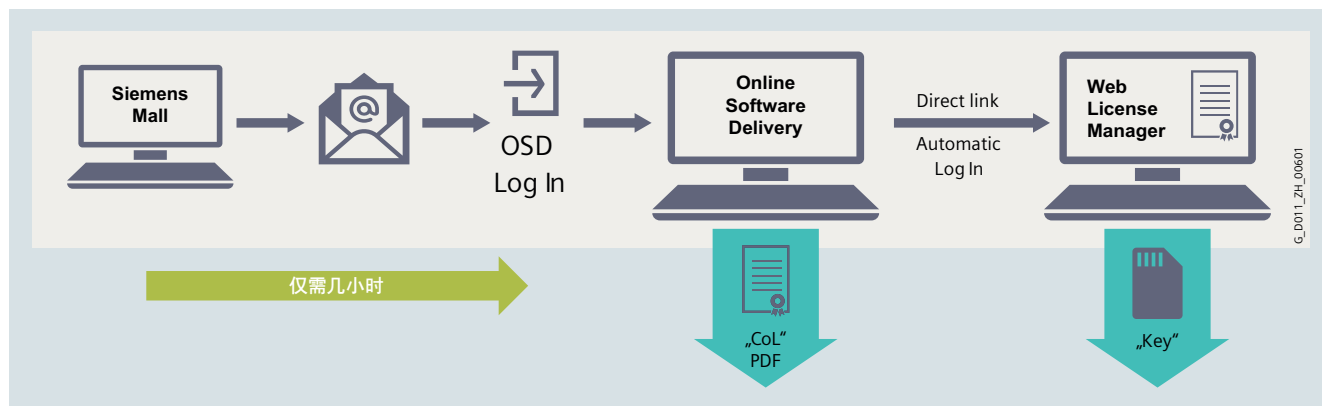 Siemens
Mall
@
OSD
Log In
Online
Software
Delivery
Direct link
Automatic
Log In
Web
License
Manager
G_D011_ZH_00601
仅需几小时
„CoL“
PDF
„Key“